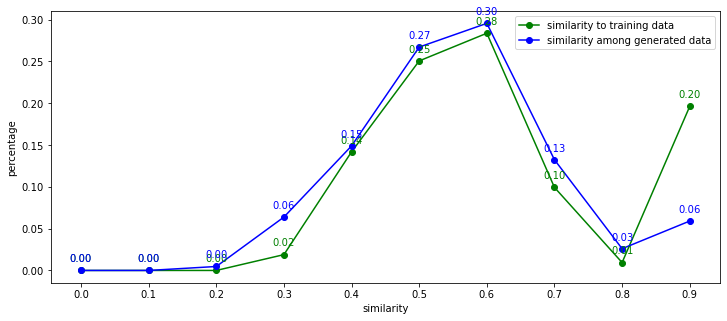 similarity to training data
similarity among generated data
percentage
0.30
0.25
0.20
0.15
0.10
0.05
0.00
0.00 0.00 0.00 0.06 0.15 0.27 0.30 0.13 0.03 0.06
0.00 0.00 0.00 0.02 0.14 0.25 0.28 0.10 0.01 0.20
0.0 0.1 0.2 0.3 0.4 0.5 0.6 0.7 0.8 0.9
similarity